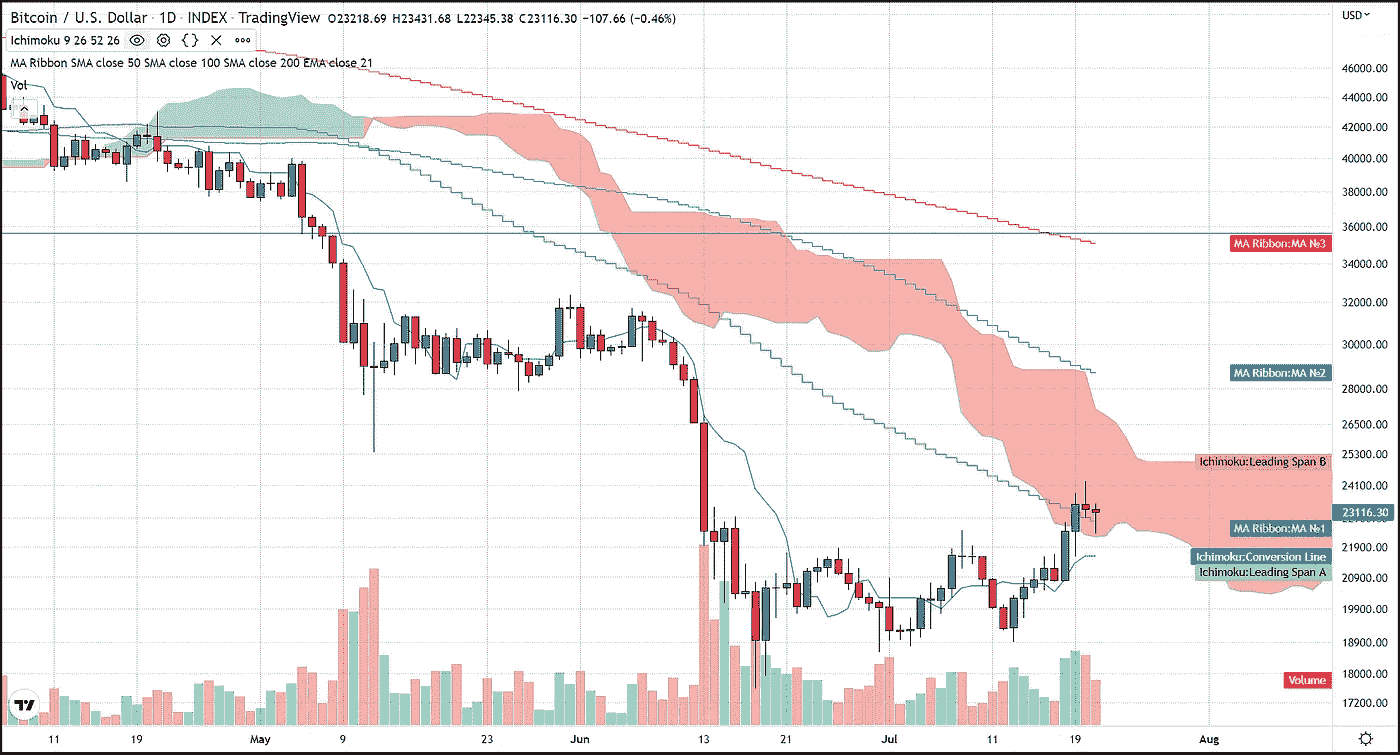 Bitcoin / U.S. Dollar · 1D · INDEX · TradingView O23218.69 H23431.68 L22345.38 C23116.30 −107.66 (−0.46%)
USD
Ichimoku 9 26 52 26
MA Ribbon SMA close 50 SMA close 100 SMA close 200 EMA close 21
Vol
46000.00
44000.00
42000.00
40000.00
38000.00
36000.00
MA Ribbon:MA №3
34000.00
32000.00
30000.00
MA Ribbon:MA №2
28000.00
26500.00
25300.00
Ichimoku:Leading Span B
24100.00
23116.30
MA Ribbon:MA №1
21900.00
Ichimoku:Conversion Line
Ichimoku:Leading Span A
20900.00
19900.00
18900.00
18000.00
Volume
17200.00
11 19 May 9 23 Jun 13 21 Jul 11 19 Aug